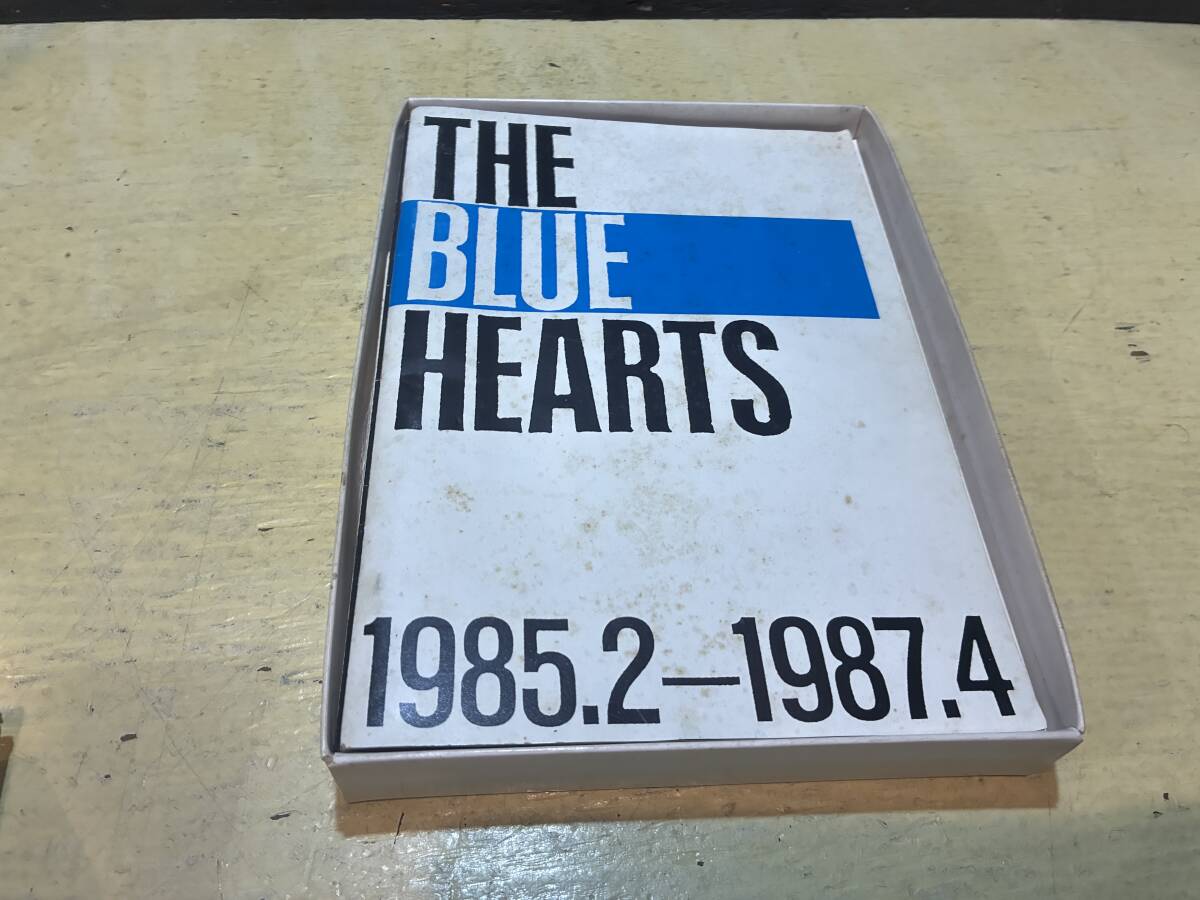 THE
BLUE
HEARTS
1985.2—1987.4